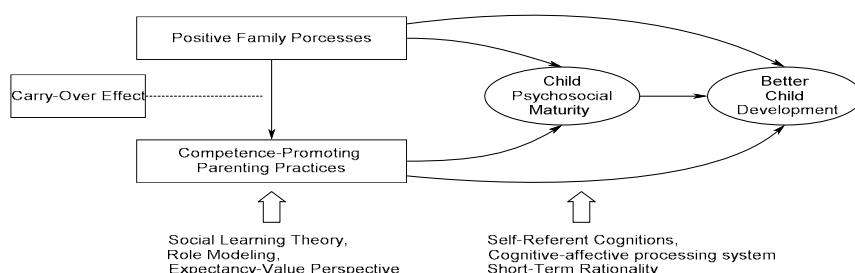 Positive Family Porcesses
Carry-Over Effect
Child
Psychosocial
Maturity
Better
Child
Development
Competence-Promoting
Parenting Practices
Social Learning Theory,
Role Modeling,
Expectancy-Value Perspective
Self-Referent Cognitions,
Cognitive-affective processing system
Short-Term Rationality